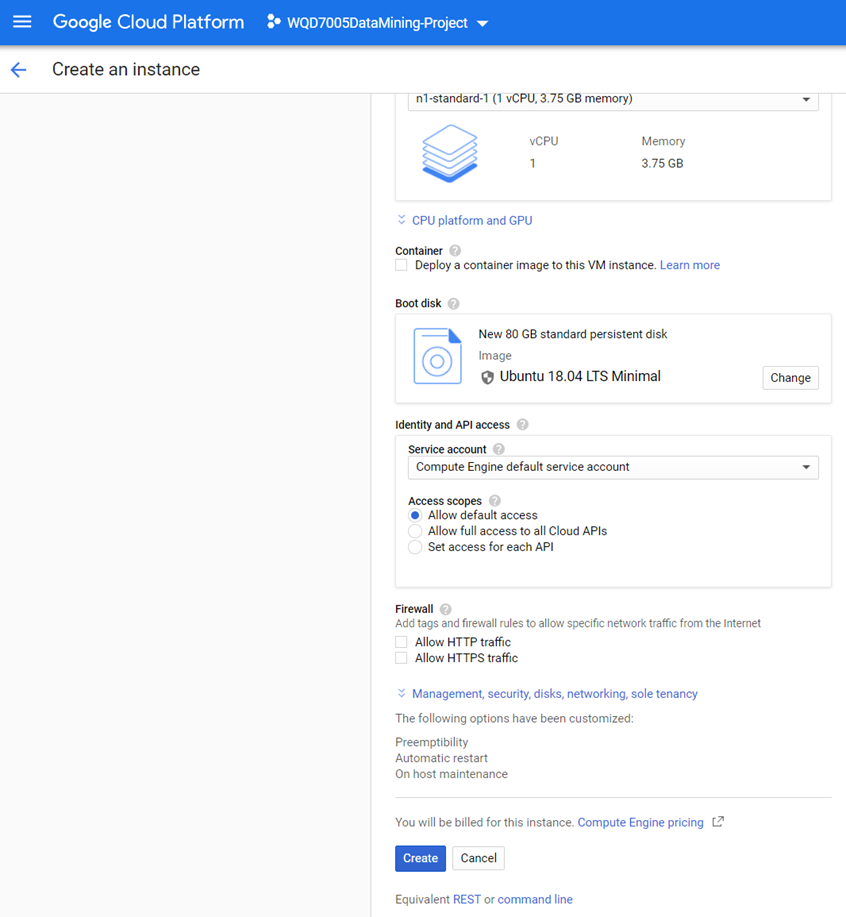 Google Cloud Platform WQD7005DataMining-Project
Create an instance
n1-standard-1 (1 vCPU, 3.75 GB memory)
vCPU Memory
1 3.75 GB
CPU platform and GPU
Container
Deploy a container image to this VM instance. Learn more
Boot disk
New 80 GB standard persistent disk
Image
Ubuntu 18.04 LTS Minimal
Change
Identity and API access
Service account
Compute Engine default service account
Access scopes
Allow default access
Allow full access to all Cloud APIs
Set access for each API
Firewall
Add tags and firewall rules to allow specific network traffic from the Internet
Allow HTTP traffic
Allow HTTPS traffic
Management, security, disks, networking, sole tenancy
The following options have been customized:
Preemptibility
Automatic restart
On host maintenance
You will be billed for this instance. Compute Engine pricing
Create Cancel
Equivalent REST or command line